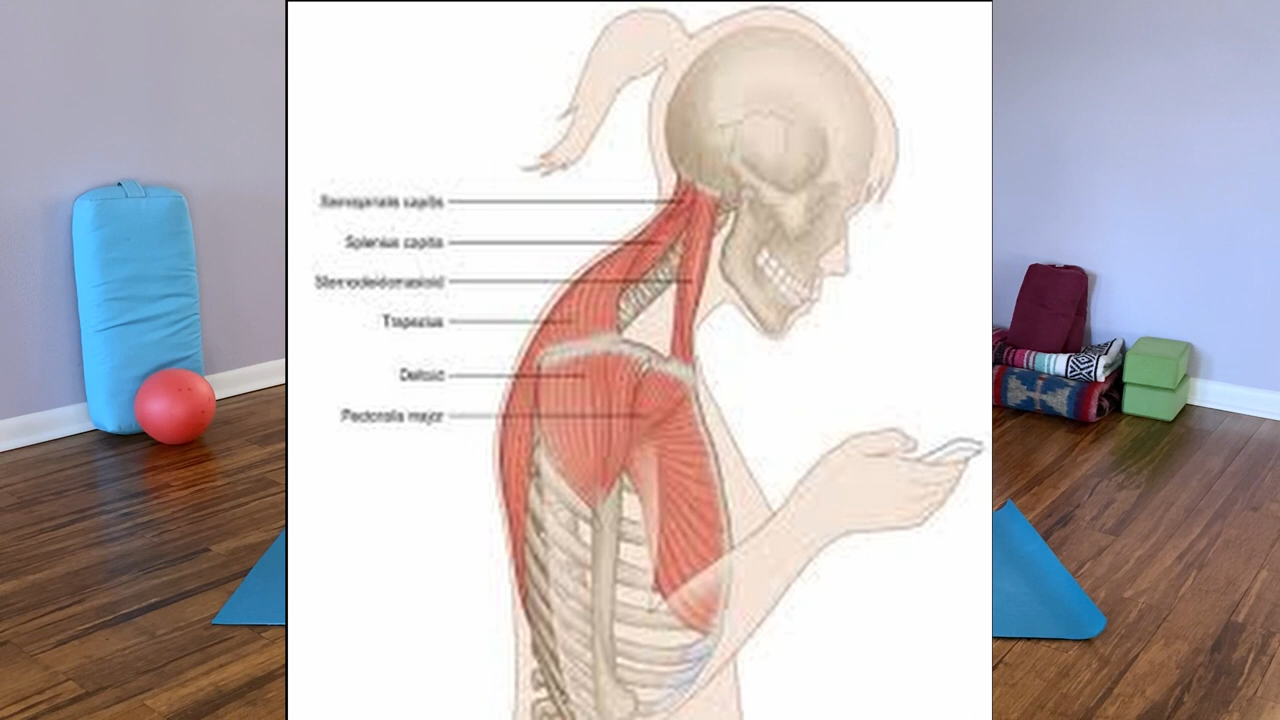 Semispinalis capitis
Splenius capitis
Sternocleidomastoid
Trapezius
Deltoid
Pectoralis major